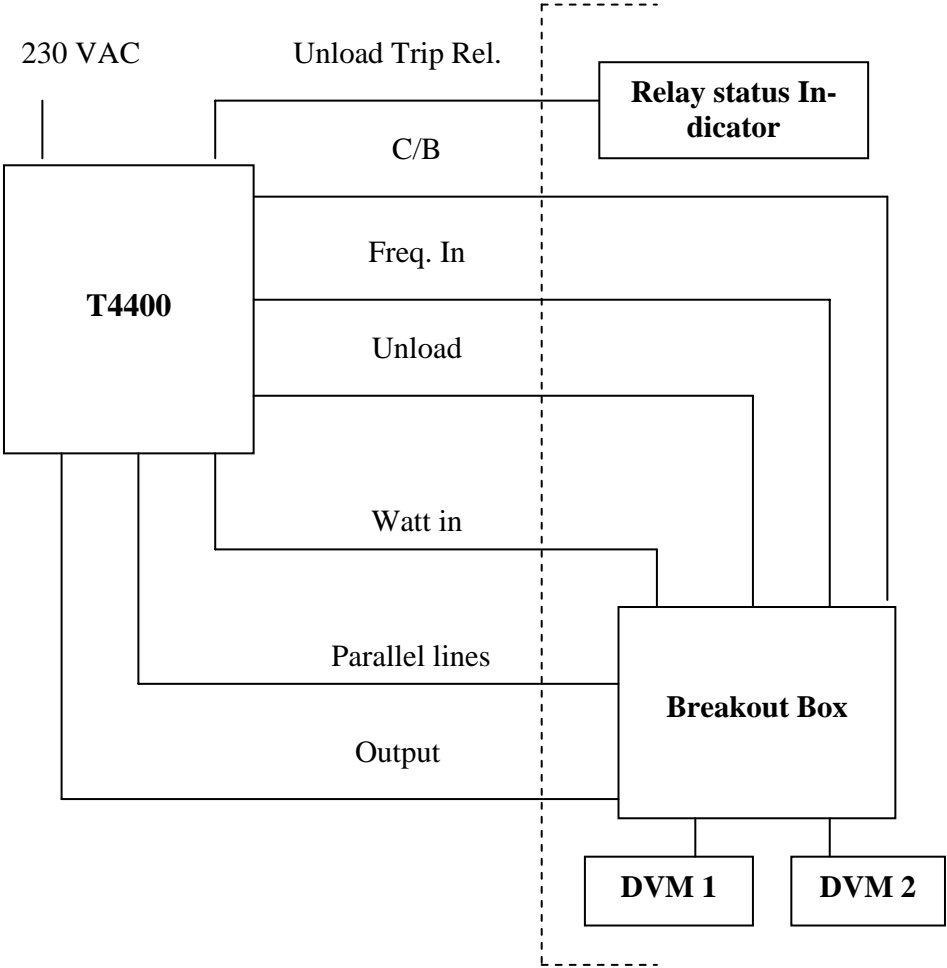 230 VAC
Unload Trip Rel.
Relay status In-
dicator
C/B
Freq. In
T4400
Unload
Watt in
Parallel lines
Breakout Box
Output
DVM 1
DVM 2